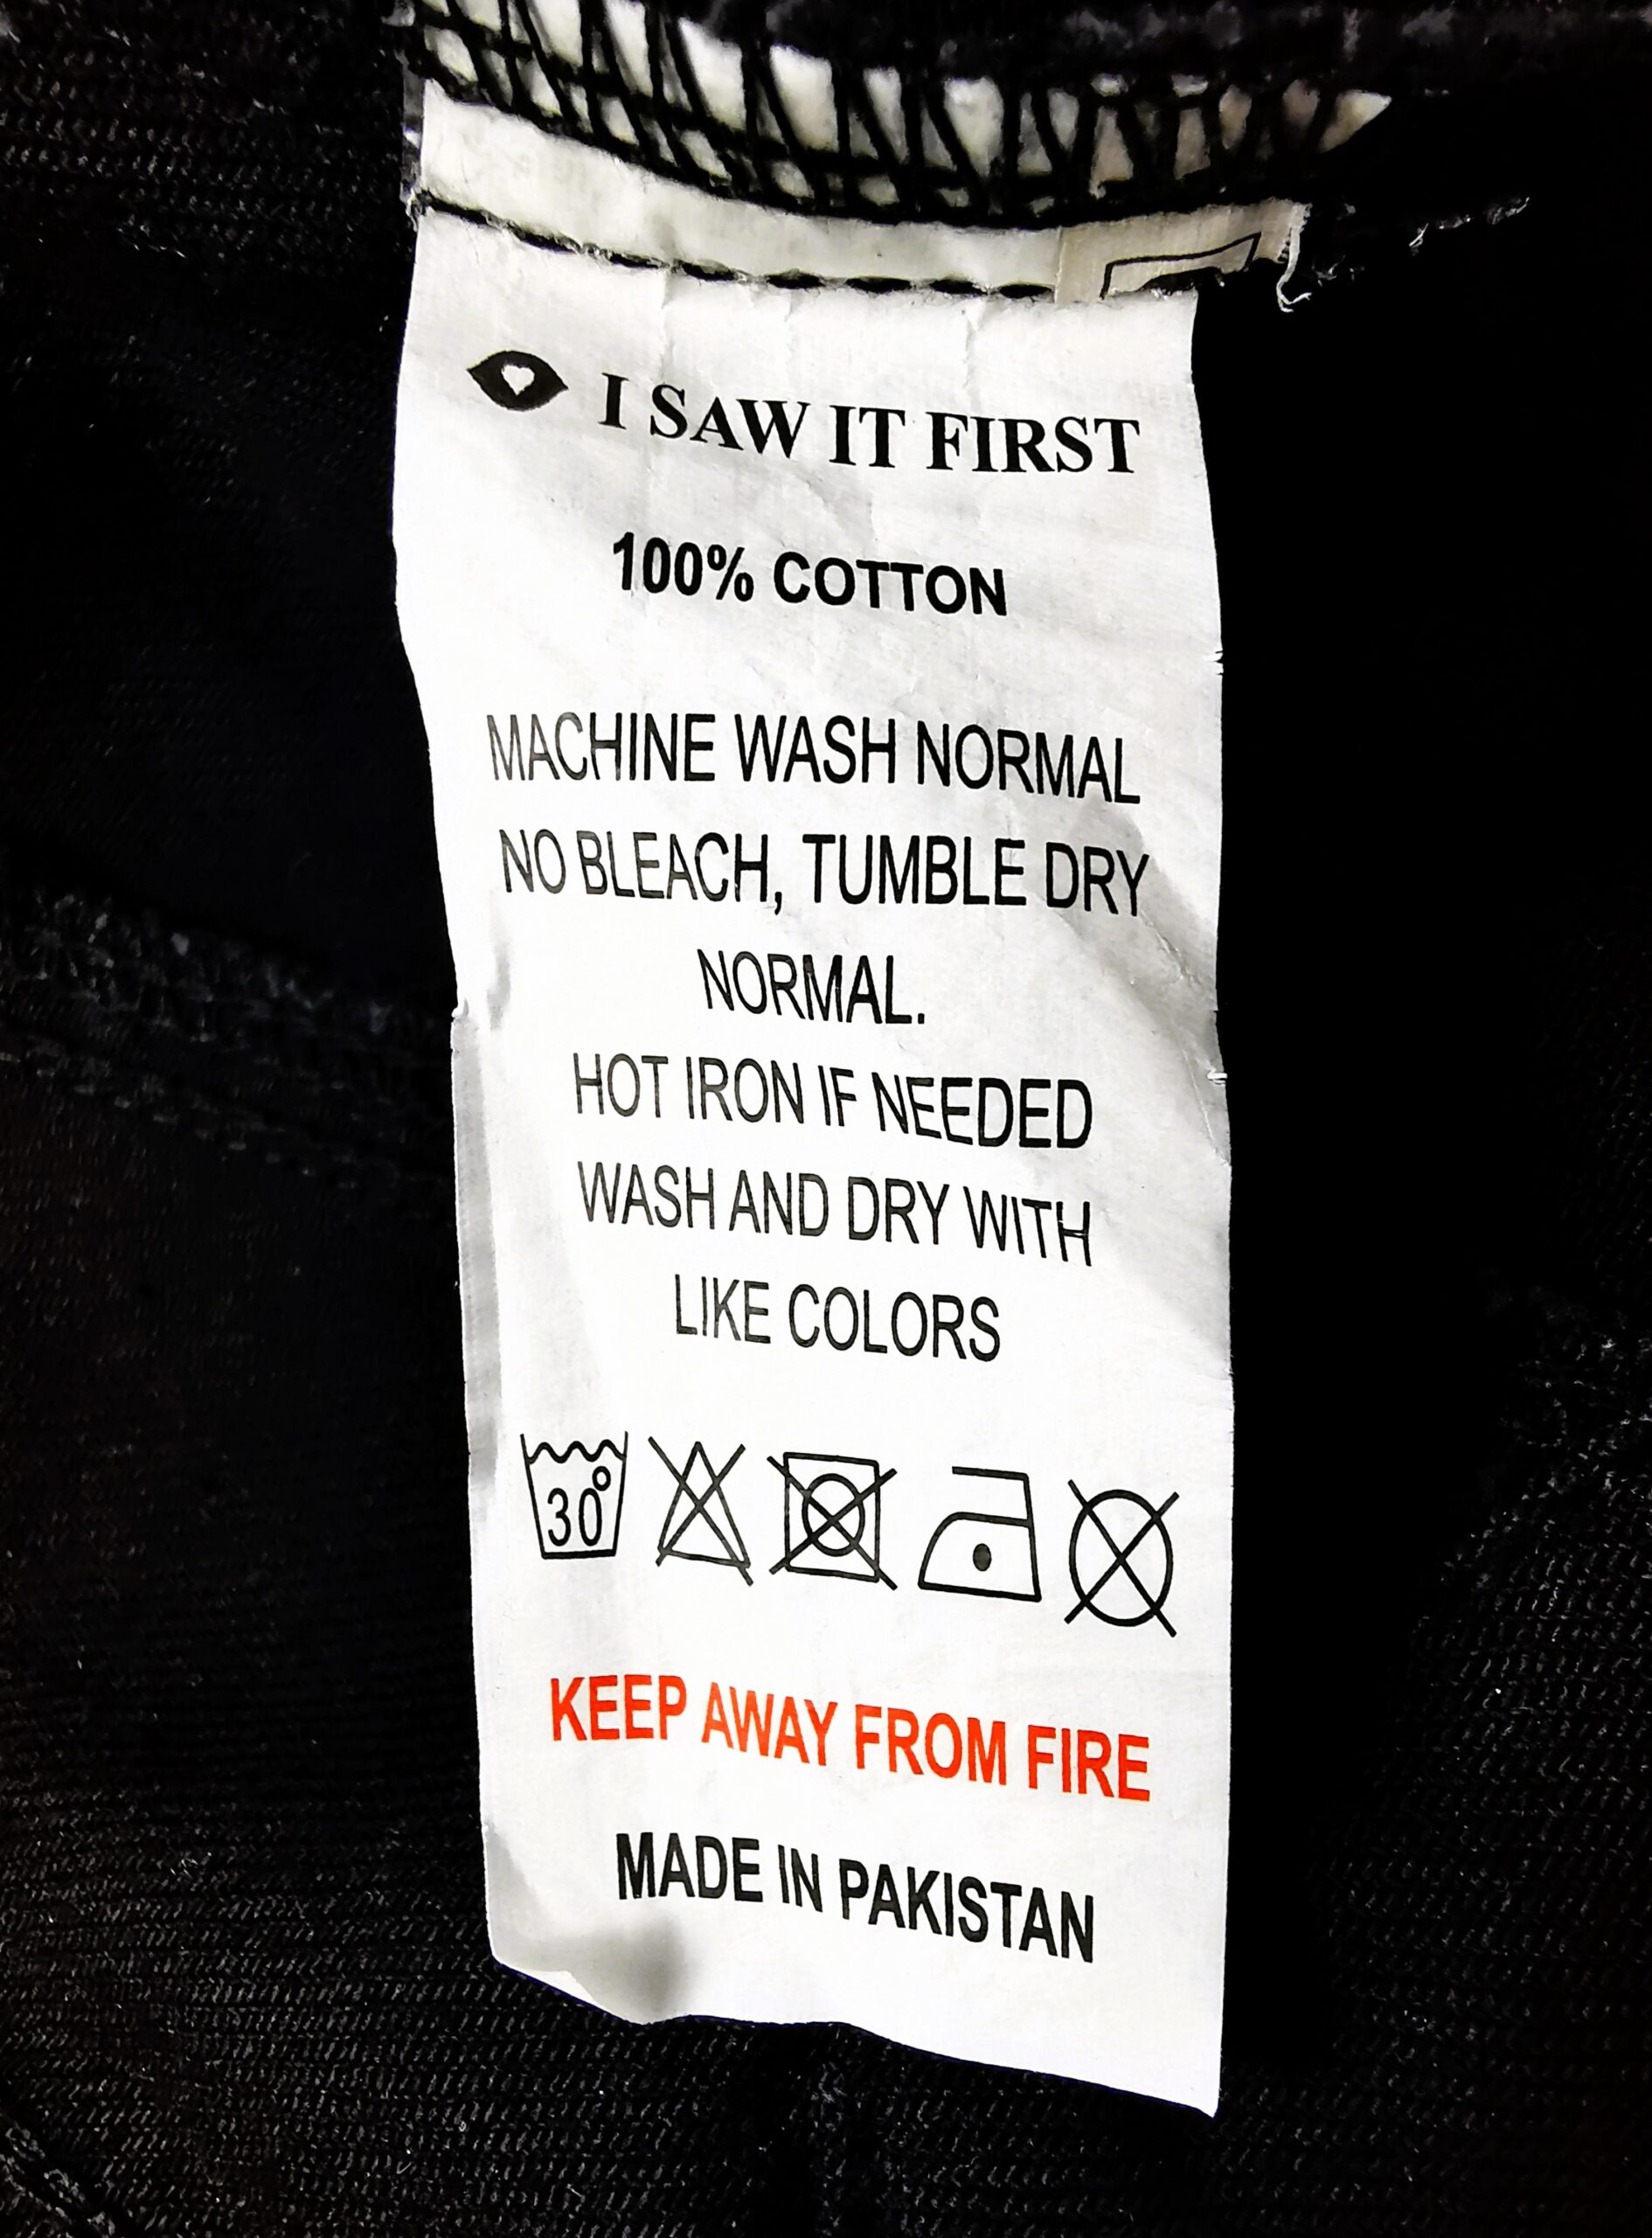 I SAW IT FIRST
100% COTTON
MACHINE WASH NORMAL
NO BLEACH, TUMBLE DRY
NORMAL.
HOT IRON IF NEEDED
WASH AND DRY WITH
LIKE COLORS
30°
KEEP AWAY FROM FIRE
MADE IN PAKISTAN